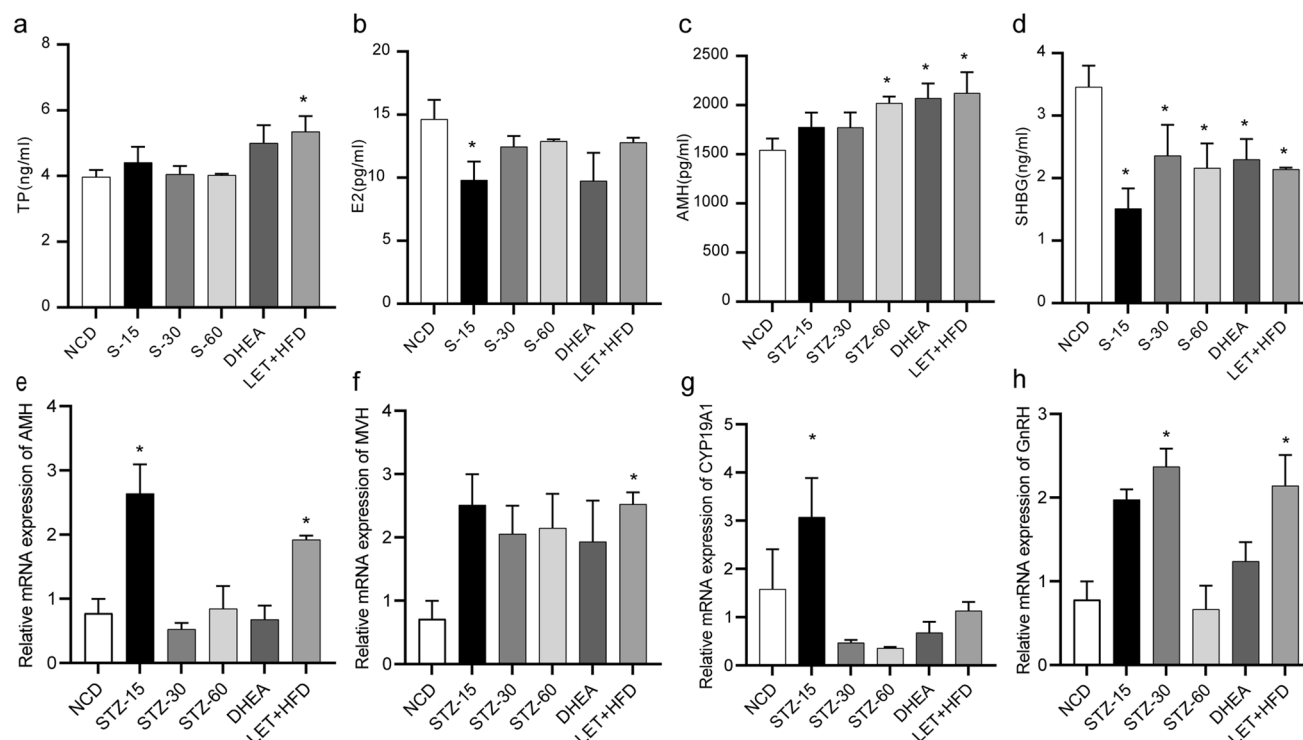 a
TP(ng/ml)
8
6
4
2
0
NCD
S-15
S-30
S-60
DHEA
LET+HFD
*
b
E2(pg/ml)
20
15
10
5
0
NCD
S-15
S-30
S-60
DHEA
LET+HFD
*
c
AMH(pg/ml)
2500
2000
1500
1000
500
0
NCD
STZ-15
STZ-30
STZ-60
DHEA
LET+HFD
*
*
*
d
SHBG(ng/ml)
4
3
2
1
0
NCD
S-15
S-30
S-60
DHEA
LET+HFD
*
*
*
*
*
e
Relative mRNA expression of AMH
4
3
2
1
0
NCD
STZ-15
STZ-30
STZ-60
DHEA
LET+HFD
*
*
f
Relative mRNA expression of MVH
4
3
2
1
0
NCD
STZ-15
STZ-30
STZ-60
DHEA
LET+HFD
*
g
Relative mRNA expression of CYP19A1
5
4
3
2
1
0
NCD
STZ-15
STZ-30
STZ-60
DHEA
LET+HFD
*
h
Relative mRNA expression of GnRH
3
2
1
0
NCD
STZ-15
STZ-30
STZ-60
DHEA
LET+HFD
*
*